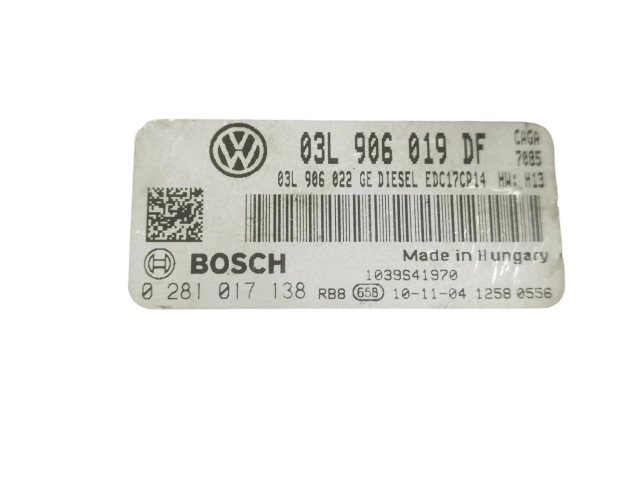 03L 906 019 DF CAGA
7085
03L 906 022 GE DIESEL EDC17CP14 HW: H13
BOSCH Made in Hungary
1039S41970
0 281 017 138 RBB 658 10-11-04 1258 0556